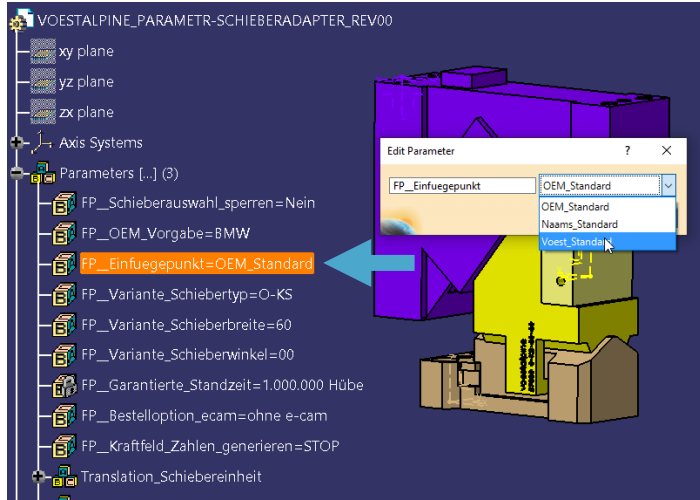 VOESTALPINE_PARAMETR-SCHIEBERADAPTER_REV00
xy plane
yz plane
zx plane
Axis Systems
Parameters [...] (3)
FP__Schieberauswahl_sperren=Nein
FP__OEM_Vorgabe=BMW
FP__Einfuegepunkt=OEM_Standard
FP__Variante_Schiebertyp=O-KS
FP__Variante_Schieberbreite=60
FP__Variante_Schieberwinkel=00
FP__Garantierte_Standzeit=1.000.000 Hübe
FP__Bestelloption_ecam=ohne e-cam
FP__Kraftfeld_Zahlen_generieren=STOP
Translation_Schiebereinheit
Edit Parameter
?
FP__Einfuegepunkt
OEM_Standard
OEM_Standard
Naams_Standard
Voest_Standard